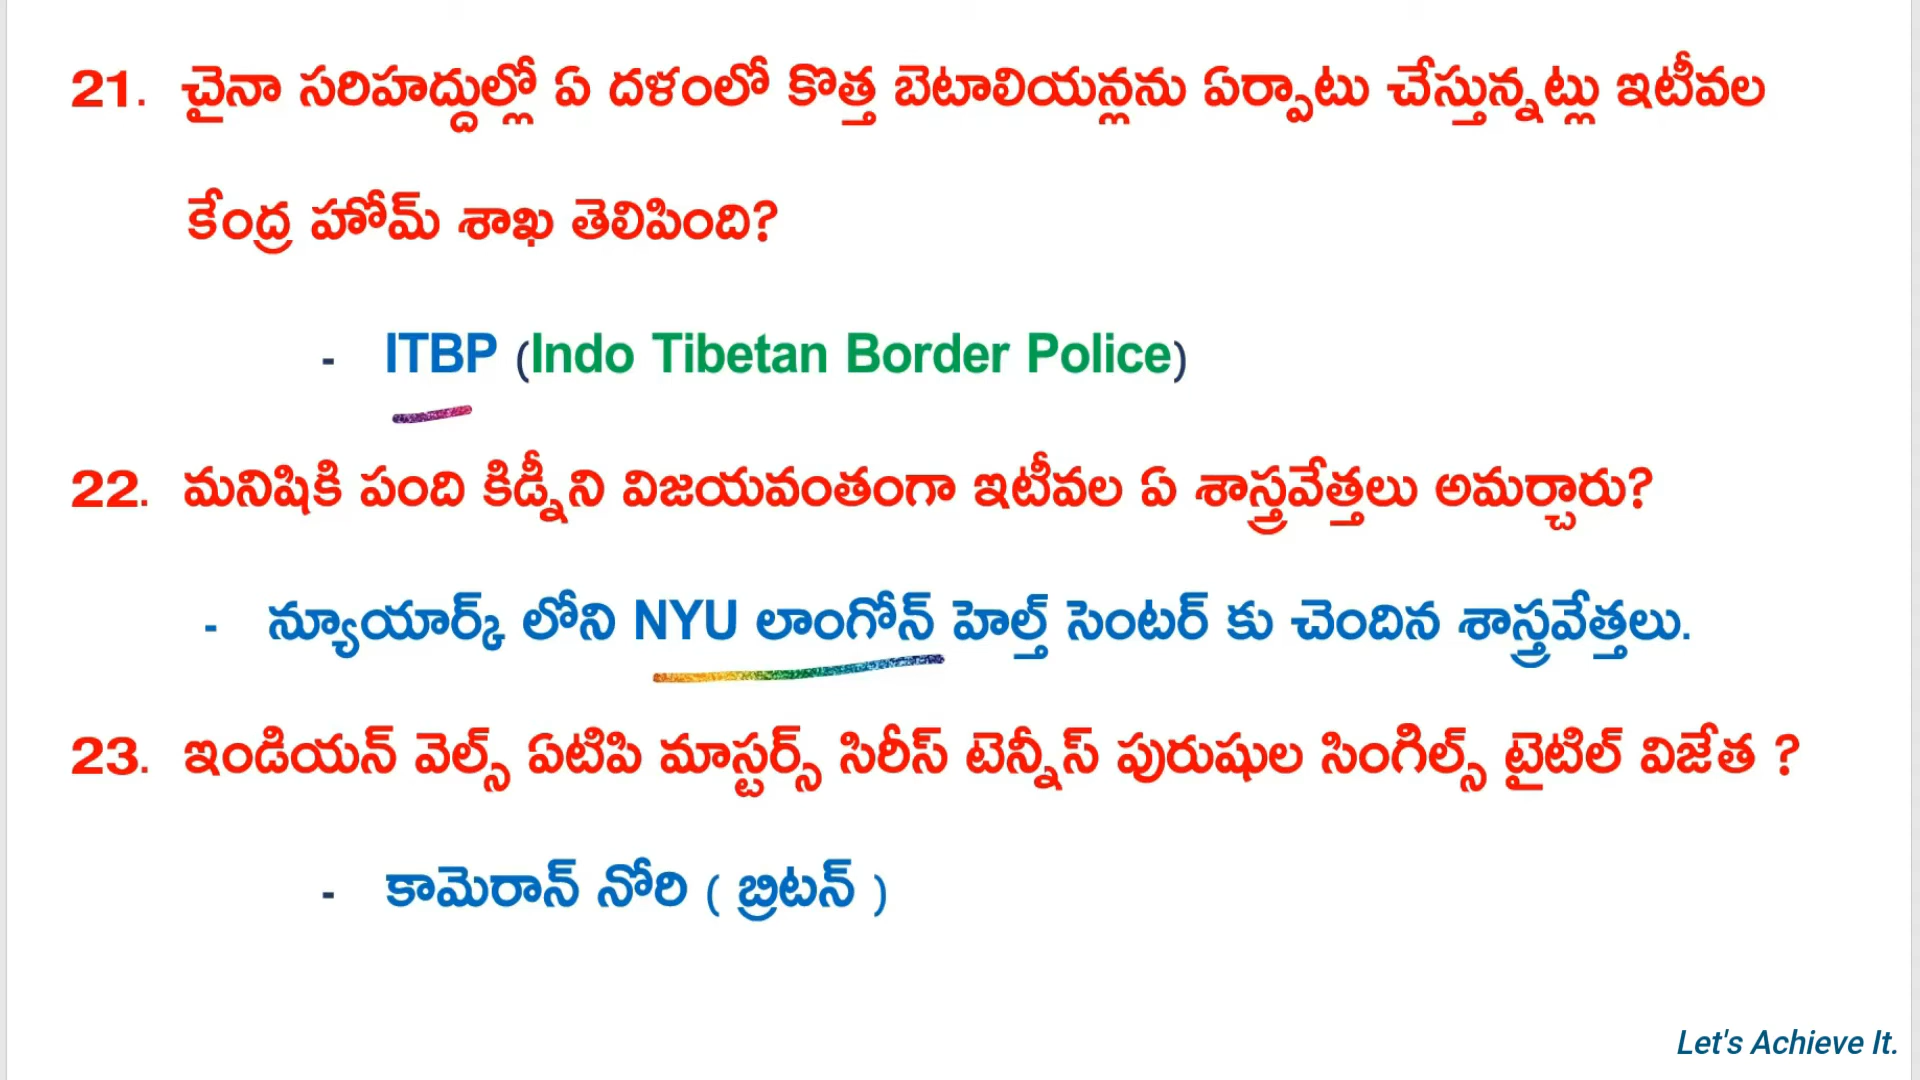 21. చైనా సరిహద్దుల్లో ఏ దళంలో కొత్త బెటాలియన్లను ఏర్పాటు చేస్తున్నట్లు ఇటీవల
కేంద్ర హోమ్ శాఖ తెలిపింది?
- ITBP (Indo Tibetan Border Police)
22. మనిషికి పంది కిడ్నీని విజయవంతంగా ఇటీవల ఏ శాస్త్రవేత్తలు అమర్చారు?
- న్యూయార్క్ లోని NYU లాంగోన్ హెల్త్ సెంటర్ కు చెందిన శాస్త్రవేత్తలు.
23. ఇండియన్ వెల్స్ ఏటిపి మాస్టర్స్ సిరీస్ టెన్నీస్ పురుషుల సింగిల్స్ టైటిల్ విజేత ?
- కామెరాన్ నోరి ( బ్రిటన్ )
Let's Achieve It.